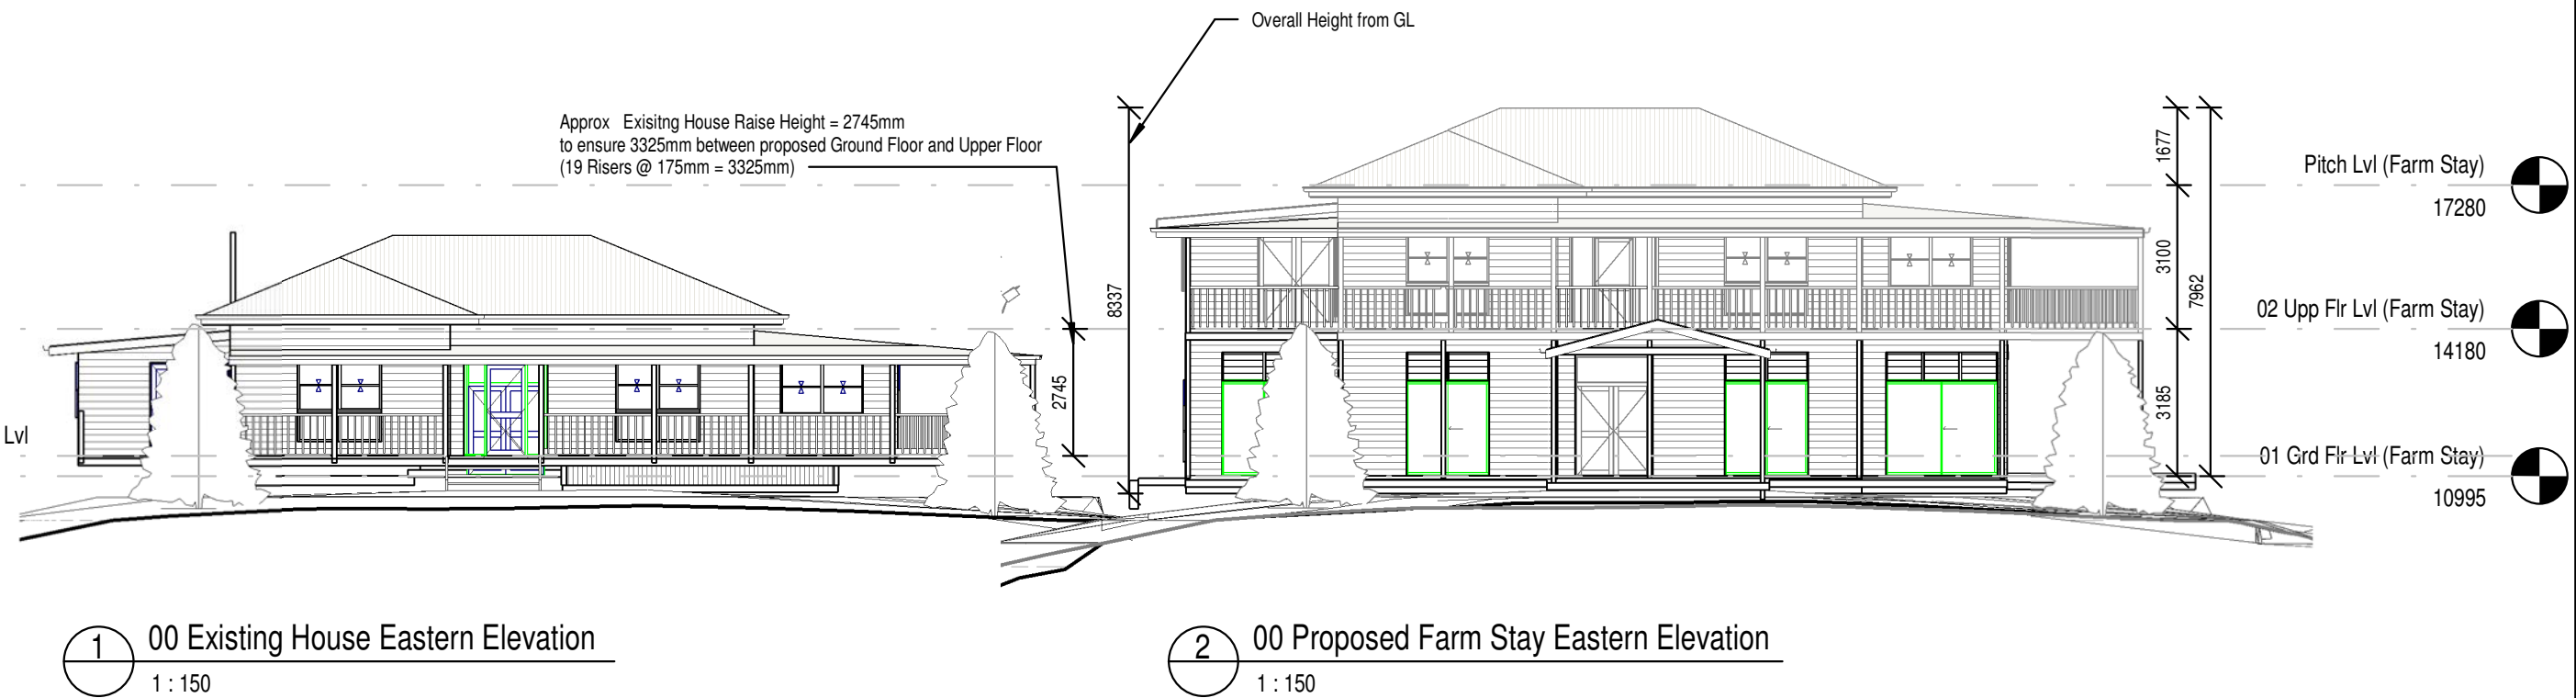 Overall Height from GL
Approx Exisitng House Raise Height = 2745mm
to ensure 3325mm between proposed Ground Floor and Upper Floor
(19 Risers @ 175mm = 3325mm)
2745
8337
1677
3100
3185
7962
Pitch Lvl (Farm Stay)
17280
02 Upp Flr Lvl (Farm Stay)
14180
Lvl
01 Grd Flr Lvl (Farm Stay)
10995
1
00 Existing House Eastern Elevation
1 : 150
2
00 Proposed Farm Stay Eastern Elevation
1 : 150